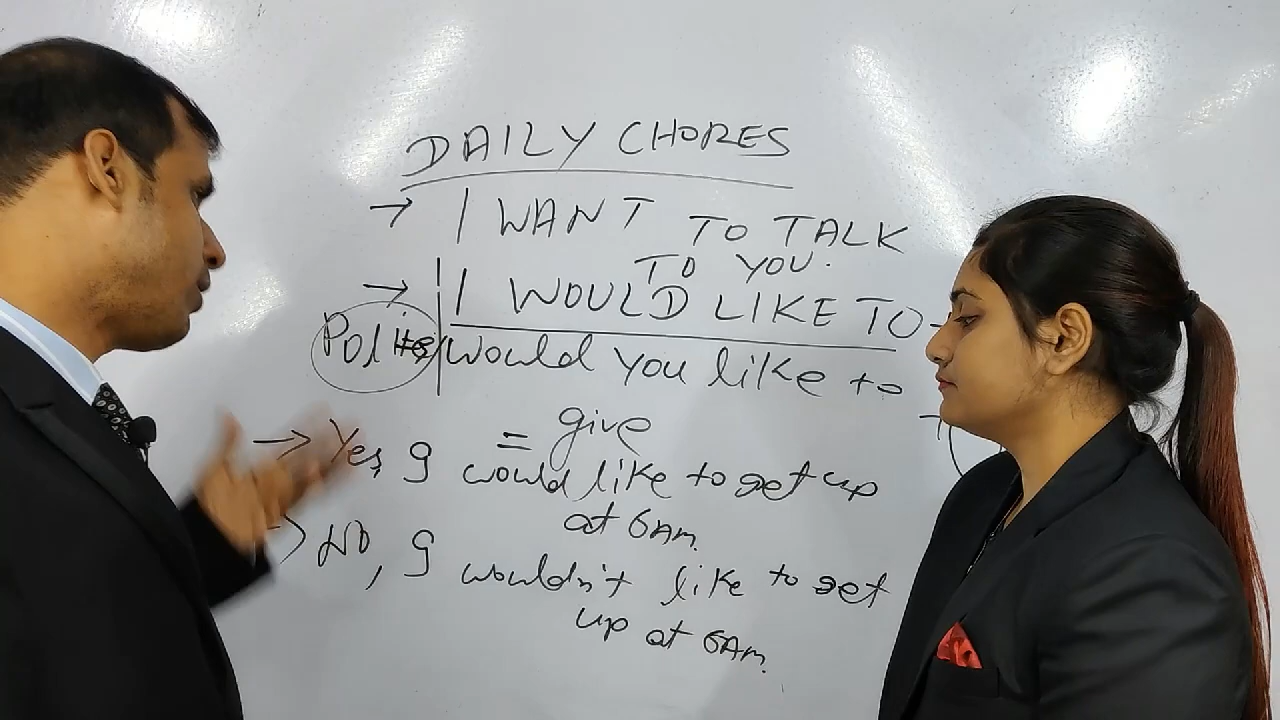 DAILY CHORES
→ I WANT TO TALK
TO YOU.
→ I WOULD LIKE TO
Polite would you like to
= give
→ Yes, I would like to get up
at 6AM.
→ NO, I wouldn't like to get
up at 6AM.